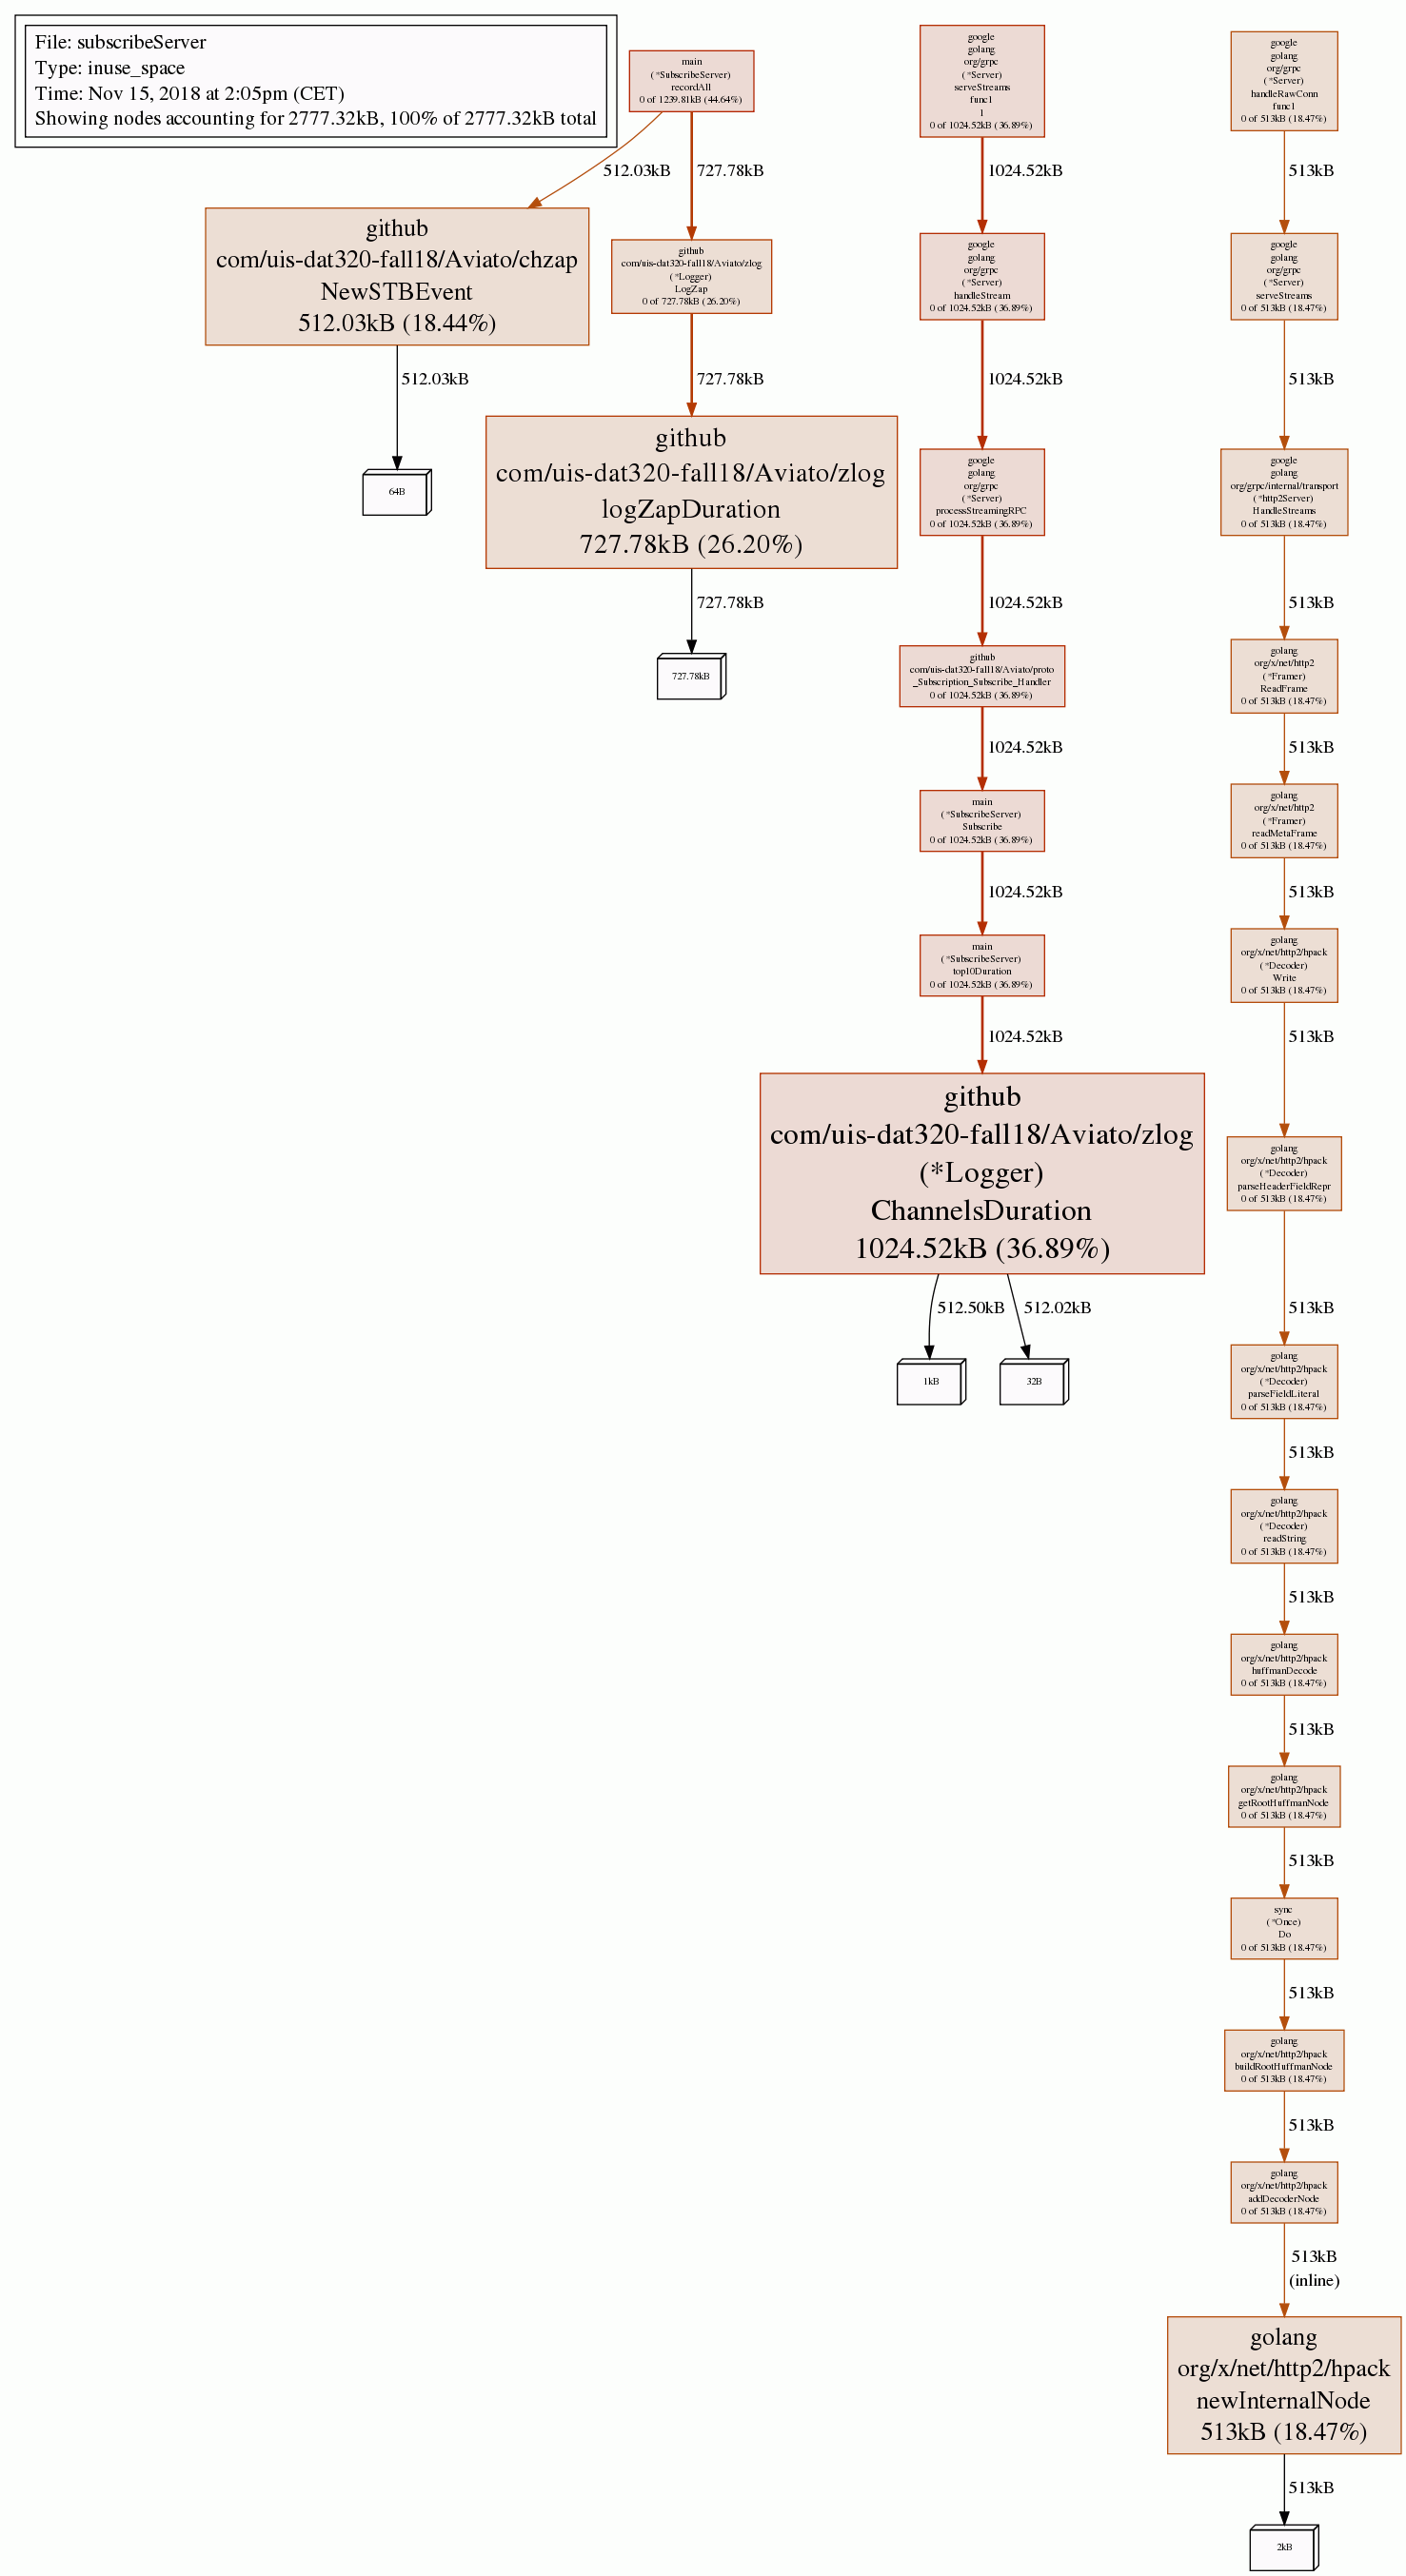 File: subscribeServer
Type: inuse_space
Time: Nov 15, 2018 at 2:05pm (CET)
Showing nodes accounting for 2777.32kB, 100% of 2777.32kB total
main
(*SubscribeServer)
recordAll
0 of 1239.81kB (44.64%)
512.03kB
727.78kB
github
com/uis-dat320-fall18/Aviato/chzap
NewSTBEvent
512.03kB (18.44%)
512.03kB
64B
github
com/uis-dat320-fall18/Aviato/zlog
(*Logger)
LogZap
0 of 727.78kB (26.20%)
727.78kB
github
com/uis-dat320-fall18/Aviato/zlog
logZapDuration
727.78kB (26.20%)
727.78kB
727.78kB
google
golang
org/grpc
(*Server)
serveStreams
func1
1
0 of 1024.52kB (36.89%)
1024.52kB
google
golang
org/grpc
(*Server)
handleStream
0 of 1024.52kB (36.89%)
1024.52kB
google
golang
org/grpc
(*Server)
processStreamingRPC
0 of 1024.52kB (36.89%)
1024.52kB
github
com/uis-dat320-fall18/Aviato/proto
_Subscription_Subscribe_Handler
0 of 1024.52kB (36.89%)
1024.52kB
main
(*SubscribeServer)
Subscribe
0 of 1024.52kB (36.89%)
1024.52kB
main
(*SubscribeServer)
top10Duration
0 of 1024.52kB (36.89%)
1024.52kB
github
com/uis-dat320-fall18/Aviato/zlog
(*Logger)
ChannelsDuration
1024.52kB (36.89%)
512.50kB
512.02kB
1kB
32B
google
golang
org/grpc
(*Server)
handleRawConn
func1
0 of 513kB (18.47%)
513kB
google
golang
org/grpc
(*Server)
serveStreams
0 of 513kB (18.47%)
513kB
google
golang
org/grpc/internal/transport
(*http2Server)
HandleStreams
0 of 513kB (18.47%)
513kB
golang
org/x/net/http2
(*Framer)
ReadFrame
0 of 513kB (18.47%)
513kB
golang
org/x/net/http2
(*Framer)
readMetaFrame
0 of 513kB (18.47%)
513kB
golang
org/x/net/http2/hpack
(*Decoder)
Write
0 of 513kB (18.47%)
513kB
golang
org/x/net/http2/hpack
(*Decoder)
parseHeaderFieldRepr
0 of 513kB (18.47%)
513kB
golang
org/x/net/http2/hpack
(*Decoder)
parseFieldLiteral
0 of 513kB (18.47%)
513kB
golang
org/x/net/http2/hpack
(*Decoder)
readString
0 of 513kB (18.47%)
513kB
golang
org/x/net/http2/hpack
huffmanDecode
0 of 513kB (18.47%)
513kB
golang
org/x/net/http2/hpack
getRootHuffmanNode
0 of 513kB (18.47%)
513kB
sync
(*Once)
Do
0 of 513kB (18.47%)
513kB
golang
org/x/net/http2/hpack
buildRootHuffmanNode
0 of 513kB (18.47%)
513kB
golang
org/x/net/http2/hpack
addDecoderNode
0 of 513kB (18.47%)
513kB
(inline)
golang
org/x/net/http2/hpack
newInternalNode
513kB (18.47%)
513kB
2kB